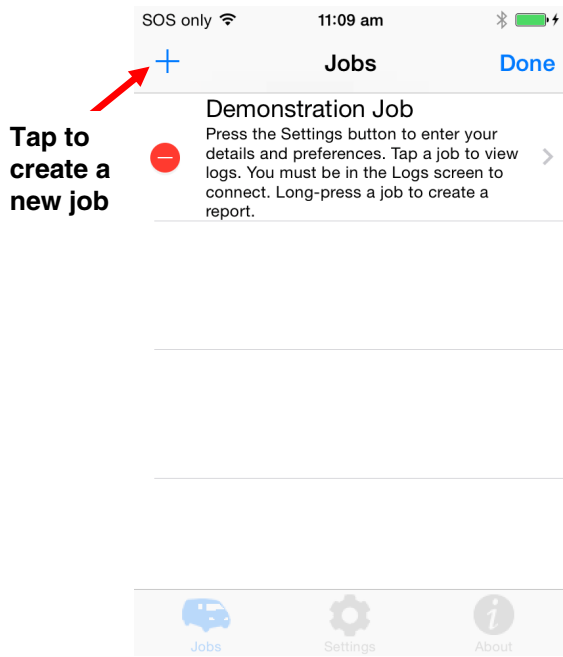 SOS only 11:09 am
+ Jobs Done
Tap to
create a
new job
Demonstration Job
Press the Settings button to enter your
details and preferences. Tap a job to view
logs. You must be in the Logs screen to
connect. Long-press a job to create a
report.
Jobs Settings About